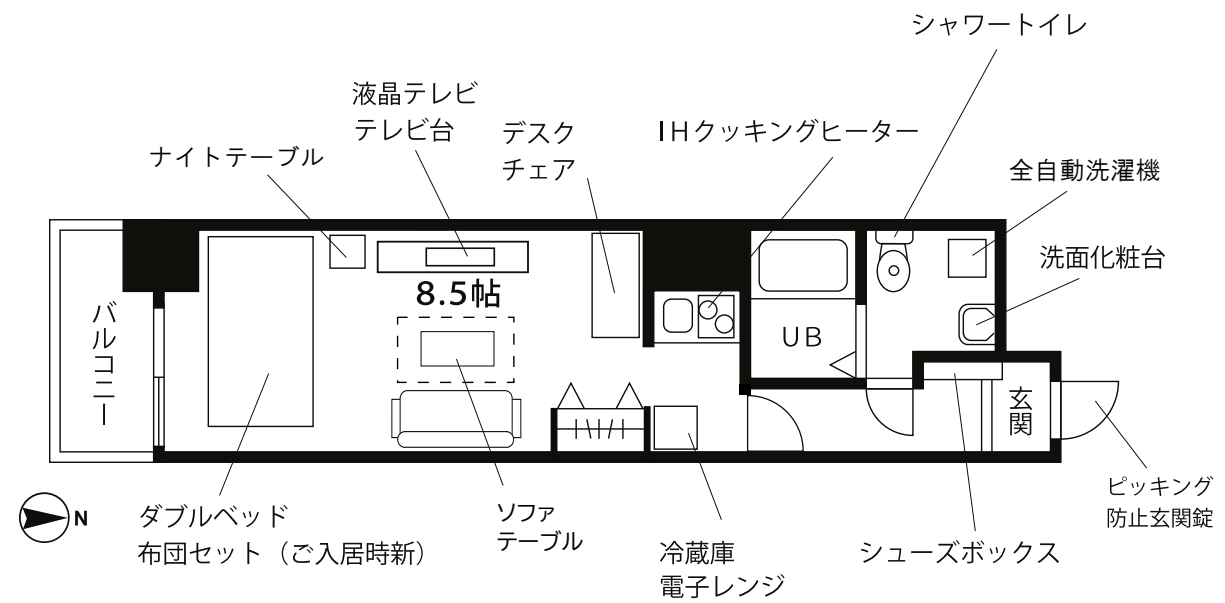 シャワートイレ
液晶テレビ
テレビ台
デスク
チェア
IHクッキングヒーター
ナイトテーブル
全自動洗濯機
洗面化粧台
8.5帖
バルコニー
UB
玄関
N
ダブルベッド
布団セット（ご入居時新）
ソファ
テーブル
冷蔵庫
電子レンジ
シューズボックス
ピッキング
防止玄関錠